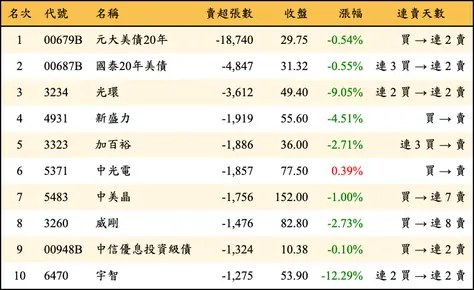 名次 代號 名稱 賣超張數 收盤 漲幅 連賣天數
1 00679B 元大美債20年 -18,740 29.75 -0.54% 買→連 2 賣
2 00687B 國泰20年美債 -4,847 31.32 -0.55% 連 3 買→連 2 賣
3 3234 光環 -3,612 49.40 -9.05% 連 2 買→連 2 賣
4 4931 新盛力 -1,919 55.60 -4.51% 買→賣
5 3323 加百裕 -1,886 36.00 -2.71% 連 3 買→賣
6 5371 中光電 -1,857 77.50 0.39% 買→賣
7 5483 中美晶 -1,756 152.00 -1.00% 買→連 7 賣
8 3260 威剛 -1,476 82.80 -2.73% 買→連 8 賣
9 00948B 中信優息投資級債 -1,324 10.38 -0.10% 買→連 2 賣
10 6470 宇智 -1,275 53.90 -12.29% 連 2 買→連 2 賣